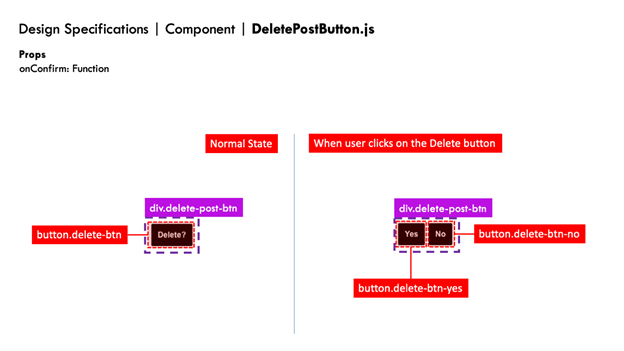 Design Specifications | Component | DeletePostButton.js
Props
onConfirm: Function
Normal State
div.delete-post-btn
button.delete-btn
Delete?
When user clicks on the Delete button
div.delete-post-btn
Yes
No
button.delete-btn-no
button.delete-btn-yes